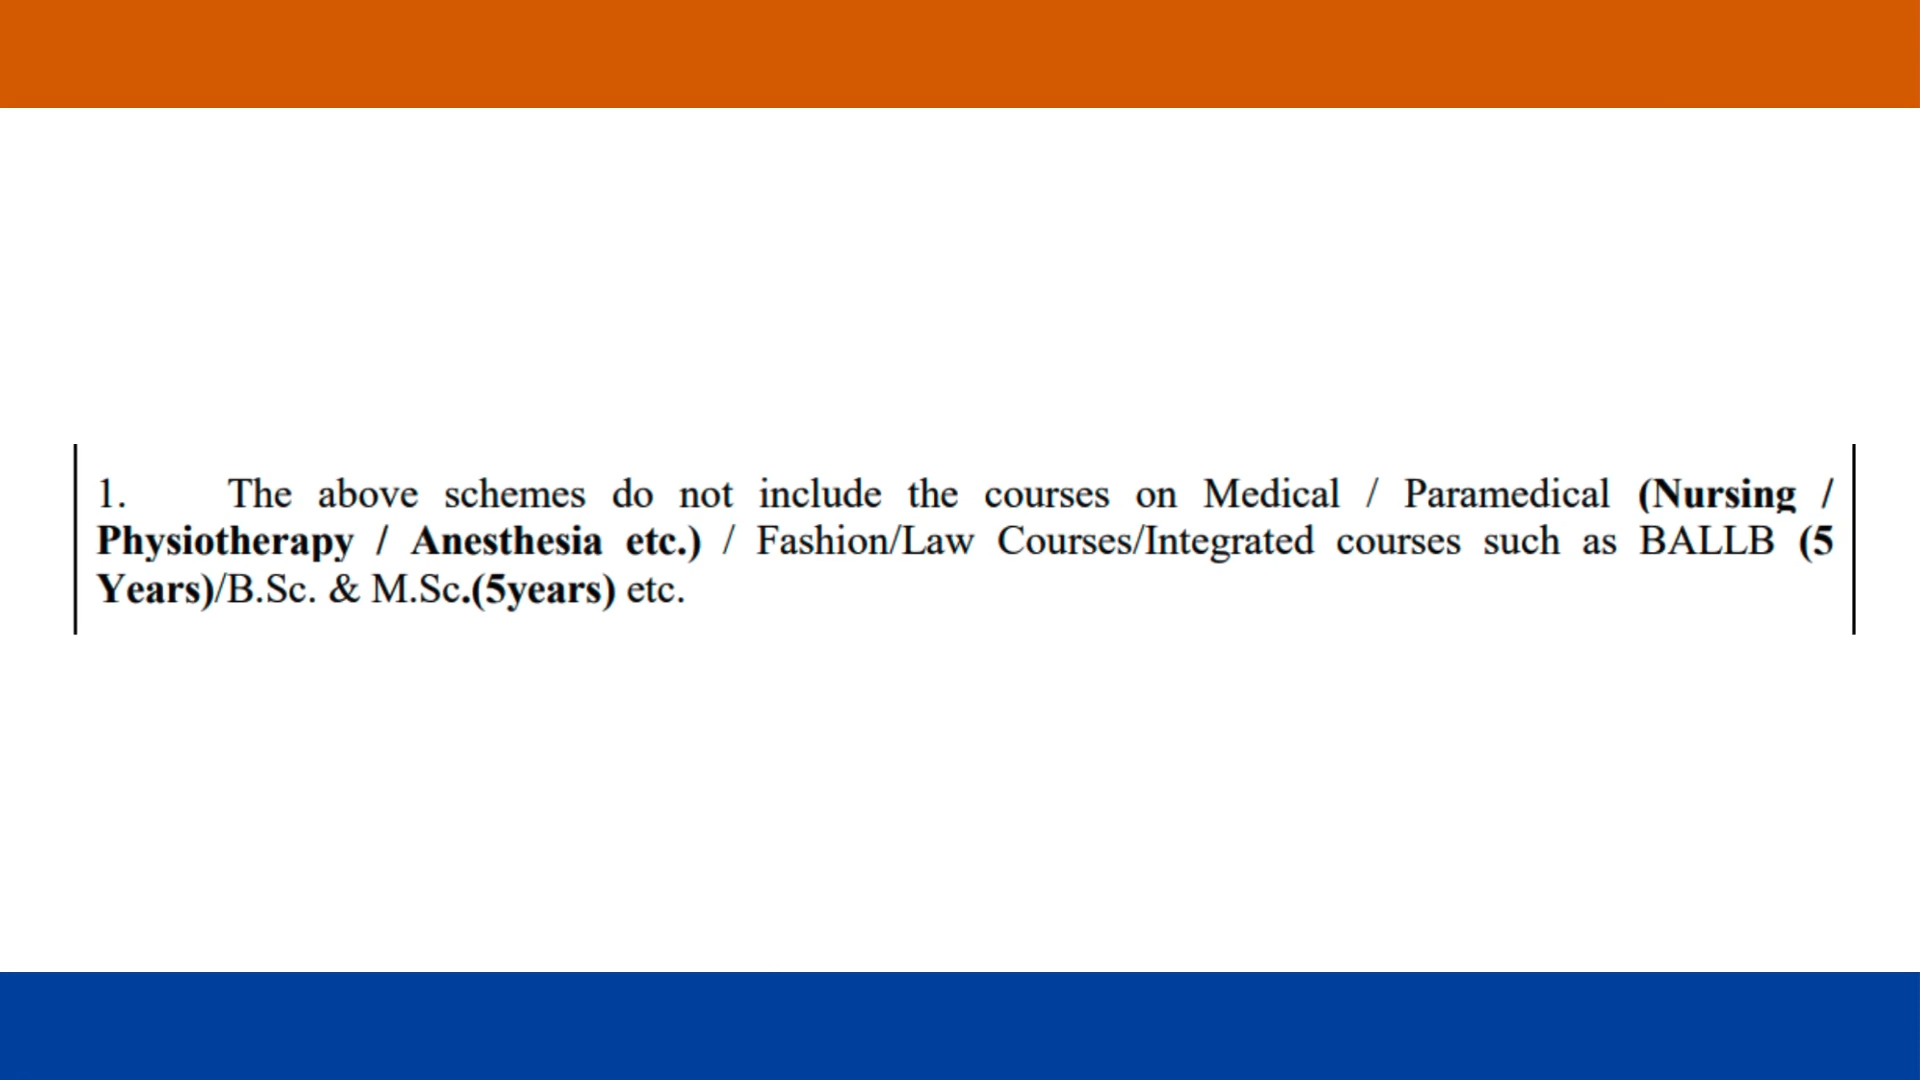 1. The above schemes do not include the courses on Medical / Paramedical (Nursing /
Physiotherapy / Anesthesia etc.) / Fashion/Law Courses/Integrated courses such as BALLB (5
Years)/B.Sc. & M.Sc.(5years) etc.